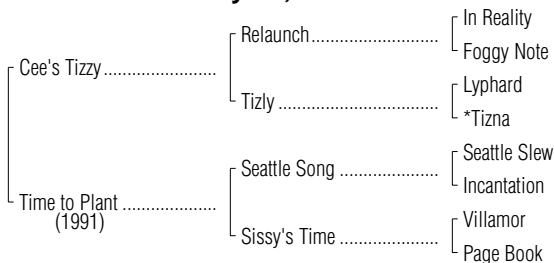 In Reality
Relaunch
Foggy Note
Cee's Tizzy
Lyphard
Tizly
*Tizna
Seattle Slew
Seattle Song
Incantation
Time to Plant
(1991)
Villamor
Sissy's Time
Page Book